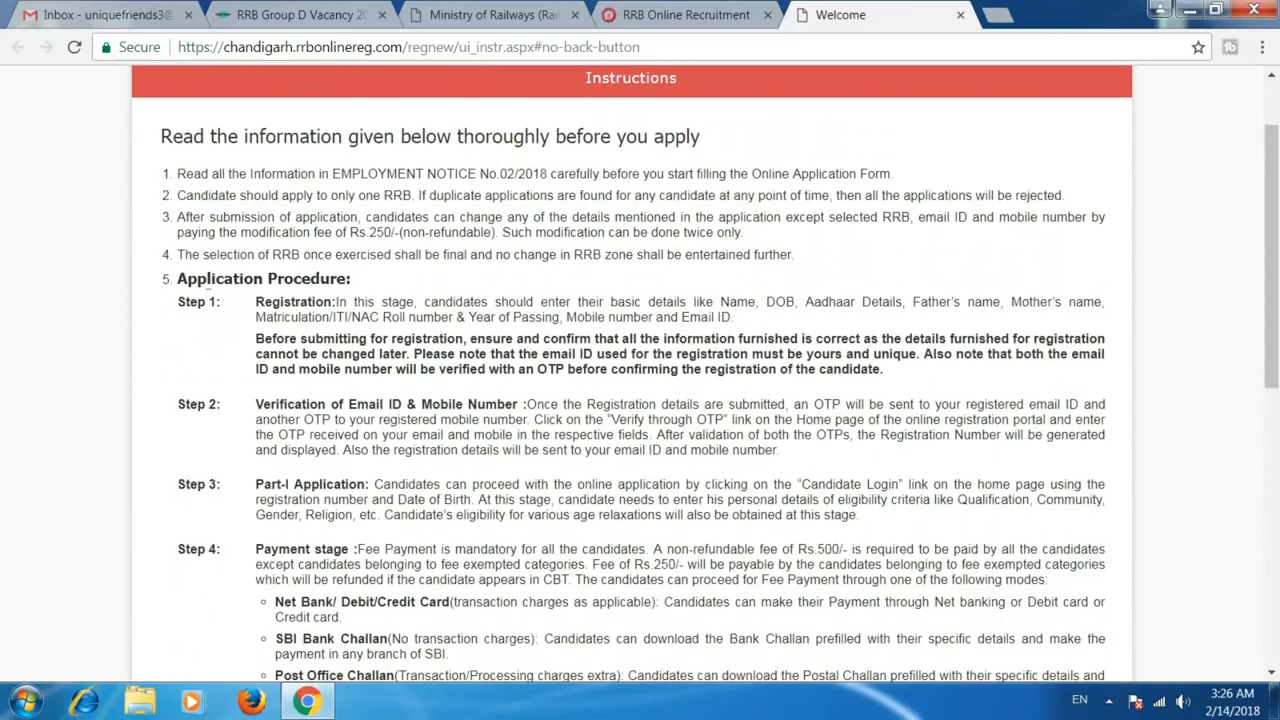 Inbox - uniquefriends3@
RRB Group D Vacancy 20
Ministry of Railways (R
RRB Online Recruitment
Welcome
Secure
https://chandigarh.rrbonlinereg.com/regnew/ui_instr.aspx#no-back-button
Instructions
Read the information given below thoroughly before you apply
1. Read all the Information in EMPLOYMENT NOTICE No.02/2018 carefully before you start filling the Online Application Form.
2. Candidate should apply to only one RRB. If duplicate applications are found for any candidate at any point of time, then all the applications will be rejected.
3. After submission of application, candidates can change any of the details mentioned in the application except selected RRB, email ID and mobile number by
paying the modification fee of Rs.250/-(non-refundable). Such modification can be done twice only.
4. The selection of RRB once exercised shall be final and no change in RRB zone shall be entertained further.
5. Application Procedure:
Step 1: Registration:In this stage, candidates should enter their basic details like Name, DOB, Aadhaar Details, Father's name, Mother's name,
Matriculation/ITI/NAC Roll number & Year of Passing, Mobile number and Email ID.
Before submitting for registration, ensure and confirm that all the information furnished is correct as the details furnished for registration
cannot be changed later. Please note that the email ID used for the registration must be yours and unique. Also note that both the email
ID and mobile number will be verified with an OTP before confirming the registration of the candidate.
Step 2: Verification of Email ID & Mobile Number :Once the Registration details are submitted, an OTP will be sent to your registered email ID and
another OTP to your registered mobile number. Click on the “Verify through OTP” link on the Home page of the online registration portal and enter
the OTP received on your email and mobile in the respective fields. After validation of both the OTPs, the Registration Number will be generated
and displayed. Also the registration details will be sent to your email ID and mobile number.
Step 3: Part-I Application: Candidates can proceed with the online application by clicking on the “Candidate Login” link on the home page using the
registration number and Date of Birth. At this stage, candidate needs to enter his personal details of eligibility criteria like Qualification, Community,
Gender, Religion, etc. Candidate's eligibility for various age relaxations will also be obtained at this stage.
Step 4: Payment stage :Fee Payment is mandatory for all the candidates. A non-refundable fee of Rs.500/- is required to be paid by all the candidates
except candidates belonging to fee exempted categories. Fee of Rs.250/- will be payable by the candidates belonging to fee exempted categories
which will be refunded if the candidate appears in CBT. The candidates can proceed for Fee Payment through one of the following modes:
Net Bank/ Debit/Credit Card(transaction charges as applicable): Candidates can make their Payment through Net banking or Debit card or
Credit card.
SBI Bank Challan(No transaction charges): Candidates can download the Bank Challan prefilled with their specific details and make the
payment in any branch of SBI.
Post Office Challan(Transaction/Processing charges extra): Candidates can download the Postal Challan prefilled with their specific details and
EN
3:26 AM
2/14/2018